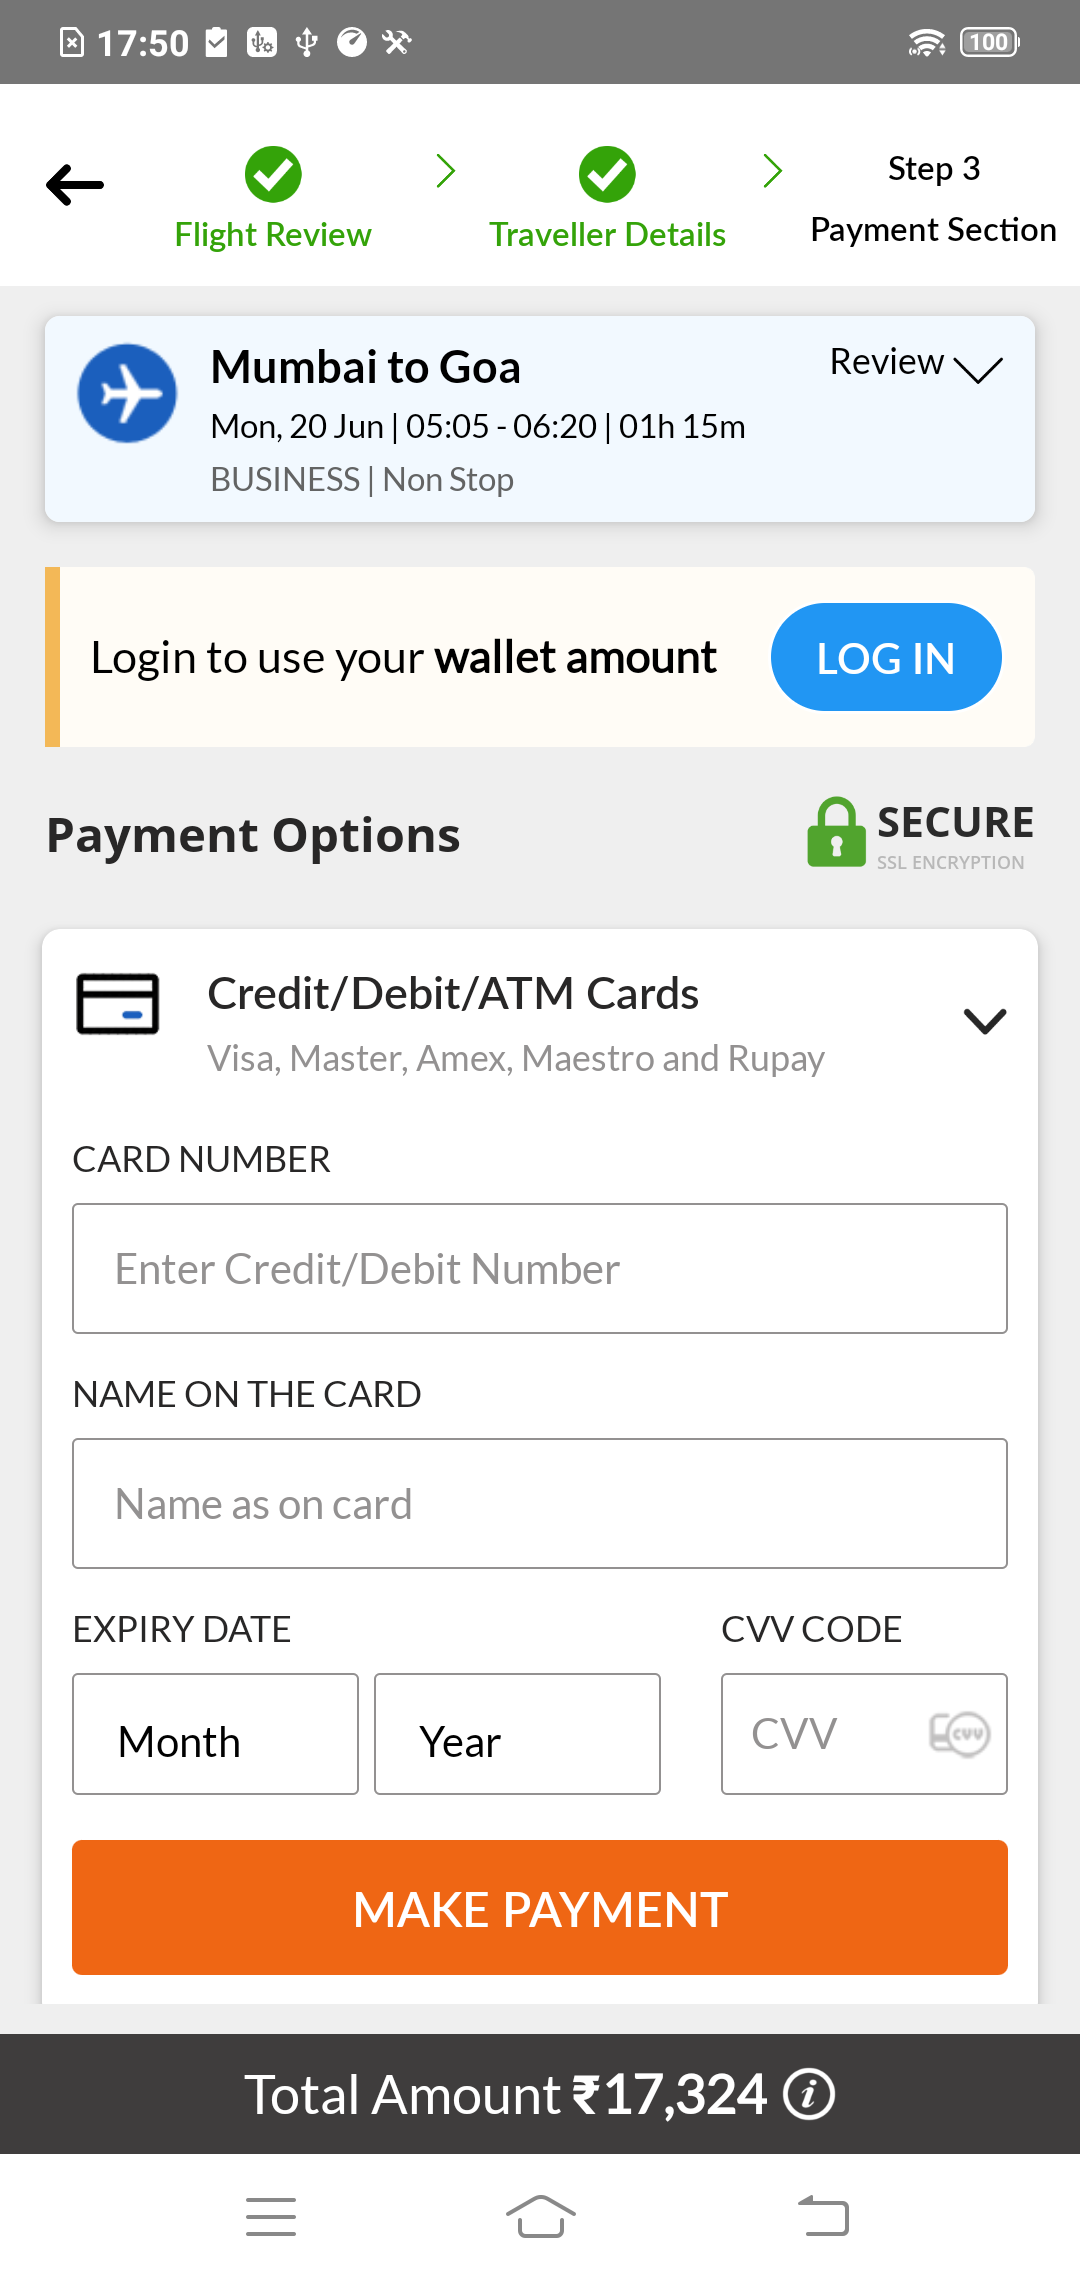 17:50
100
Step 3
Flight Review
Traveller Details
Payment Section
Mumbai to Goa
Review
Mon, 20 Jun | 05:05 - 06:20 | 01h 15m
BUSINESS | Non Stop
Login to use your wallet amount
LOG IN
Payment Options
SECURE
SSL ENCRYPTION
Credit/Debit/ATM Cards
Visa, Master, Amex, Maestro and Rupay
CARD NUMBER
Enter Credit/Debit Number
NAME ON THE CARD
Name as on card
EXPIRY DATE
CVV CODE
Month
Year
CVV
CVV
MAKE PAYMENT
Total Amount ₹17,324